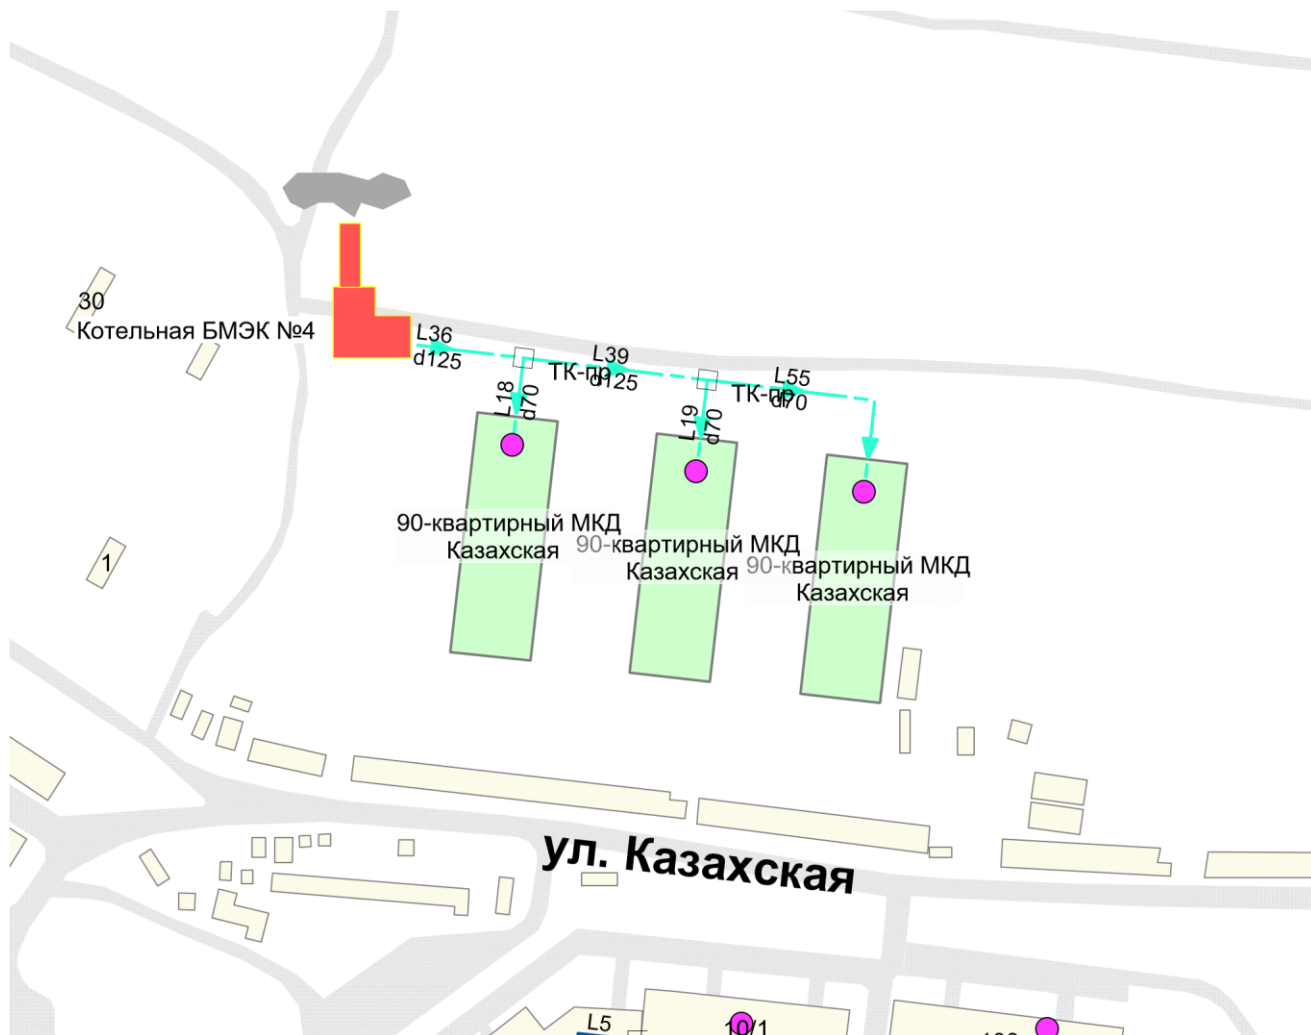 30
Котельная БМЭК №4
L36
d125
L39
d125
ТК-пр
L55
d70
ТК-пр
L18
d70
L19
d70
90-квартирный МКД
Казахская
90-квартирный МКД
Казахская
90-квартирный МКД
Казахская
1
ул. Казахская
L5
10/1